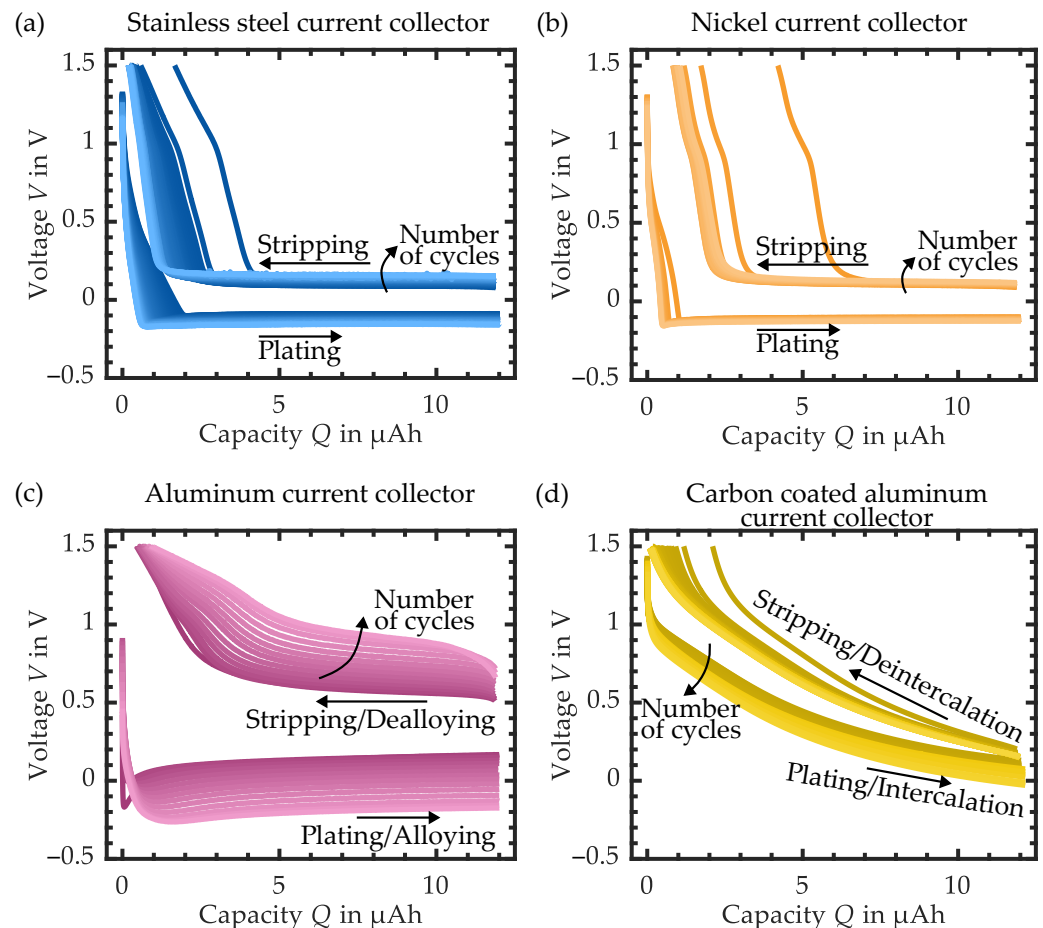 (a)
Stainless steel current collector
1.5
1
0.5
0
−0.5
Voltage V in V
Stripping
Number
of cycles
Plating
0
5
10
Capacity Q in µAh
(b)
Nickel current collector
1.5
1
0.5
0
−0.5
Voltage V in V
Stripping
Number
of cycles
Plating
0
5
10
Capacity Q in µAh
(c)
Aluminum current collector
1.5
1
0.5
0
−0.5
Voltage V in V
Number
of cycles
Stripping/Dealloying
Plating/Alloying
0
5
10
Capacity Q in µAh
(d)
Carbon coated aluminum
current collector
1.5
1
0.5
0
−0.5
Voltage V in V
Stripping/Deintercalation
Number
of cycles
Plating/Intercalation
0
5
10
Capacity Q in µAh